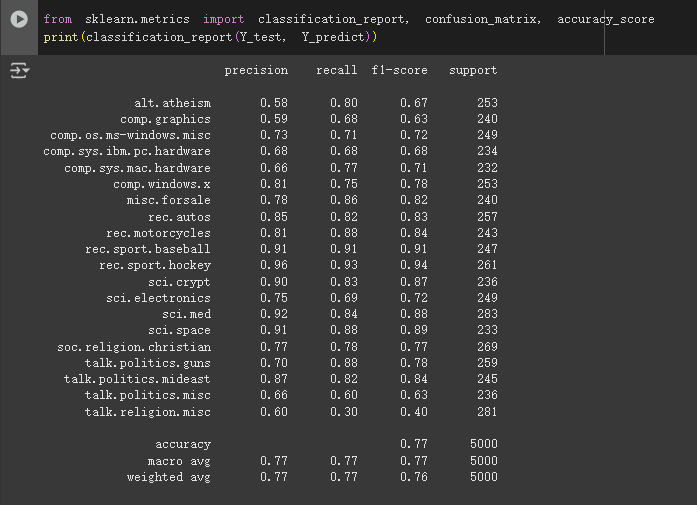 from sklearn.metrics import classification_report, confusion_matrix, accuracy_score
print(classification_report(Y_test, Y_predict))
precision recall f1-score support
alt.atheism 0.58 0.80 0.67 253
comp.graphics 0.59 0.68 0.63 240
comp.os.ms-windows.misc 0.73 0.71 0.72 249
comp.sys.ibm.pc.hardware 0.68 0.68 0.68 234
comp.sys.mac.hardware 0.66 0.77 0.71 232
comp.windows.x 0.81 0.75 0.78 253
misc.forsale 0.78 0.86 0.82 240
rec.autos 0.85 0.82 0.83 257
rec.motorcycles 0.81 0.88 0.84 243
rec.sport.baseball 0.91 0.91 0.91 247
rec.sport.hockey 0.96 0.93 0.94 261
sci.crypt 0.90 0.83 0.87 236
sci.electronics 0.75 0.69 0.72 249
sci.med 0.92 0.84 0.88 283
sci.space 0.91 0.88 0.89 233
soc.religion.christian 0.77 0.78 0.77 269
talk.politics.guns 0.70 0.88 0.78 259
talk.politics.mideast 0.87 0.82 0.84 245
talk.politics.misc 0.66 0.60 0.63 236
talk.religion.misc 0.60 0.30 0.40 281
accuracy 0.77 5000
macro avg 0.77 0.77 0.77 5000
weighted avg 0.77 0.77 0.76 5000